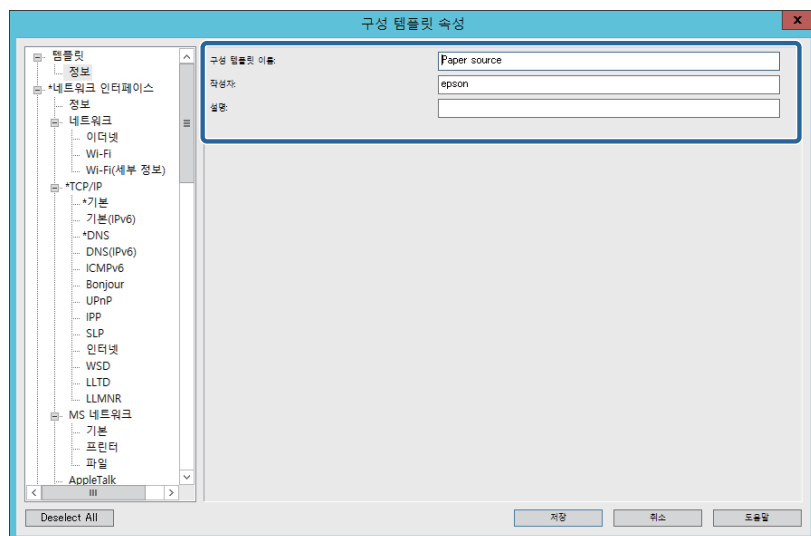 구성 템플릿 속성
x
템플릿
정보
*네트워크 인터페이스
정보
네트워크
이더넷
Wi-Fi
Wi-Fi(세부 정보)
*TCP/IP
*기본
기본(IPv6)
*DNS
DNS(IPv6)
ICMPv6
Bonjour
UPnP
IPP
SLP
인터넷
WSD
LLTD
LLMNR
MS 네트워크
기본
프린터
파일
AppleTalk
구성 템플릿 이름: Paper source
작성자: epson
설명:
Deselect All 저장 취소 도움말